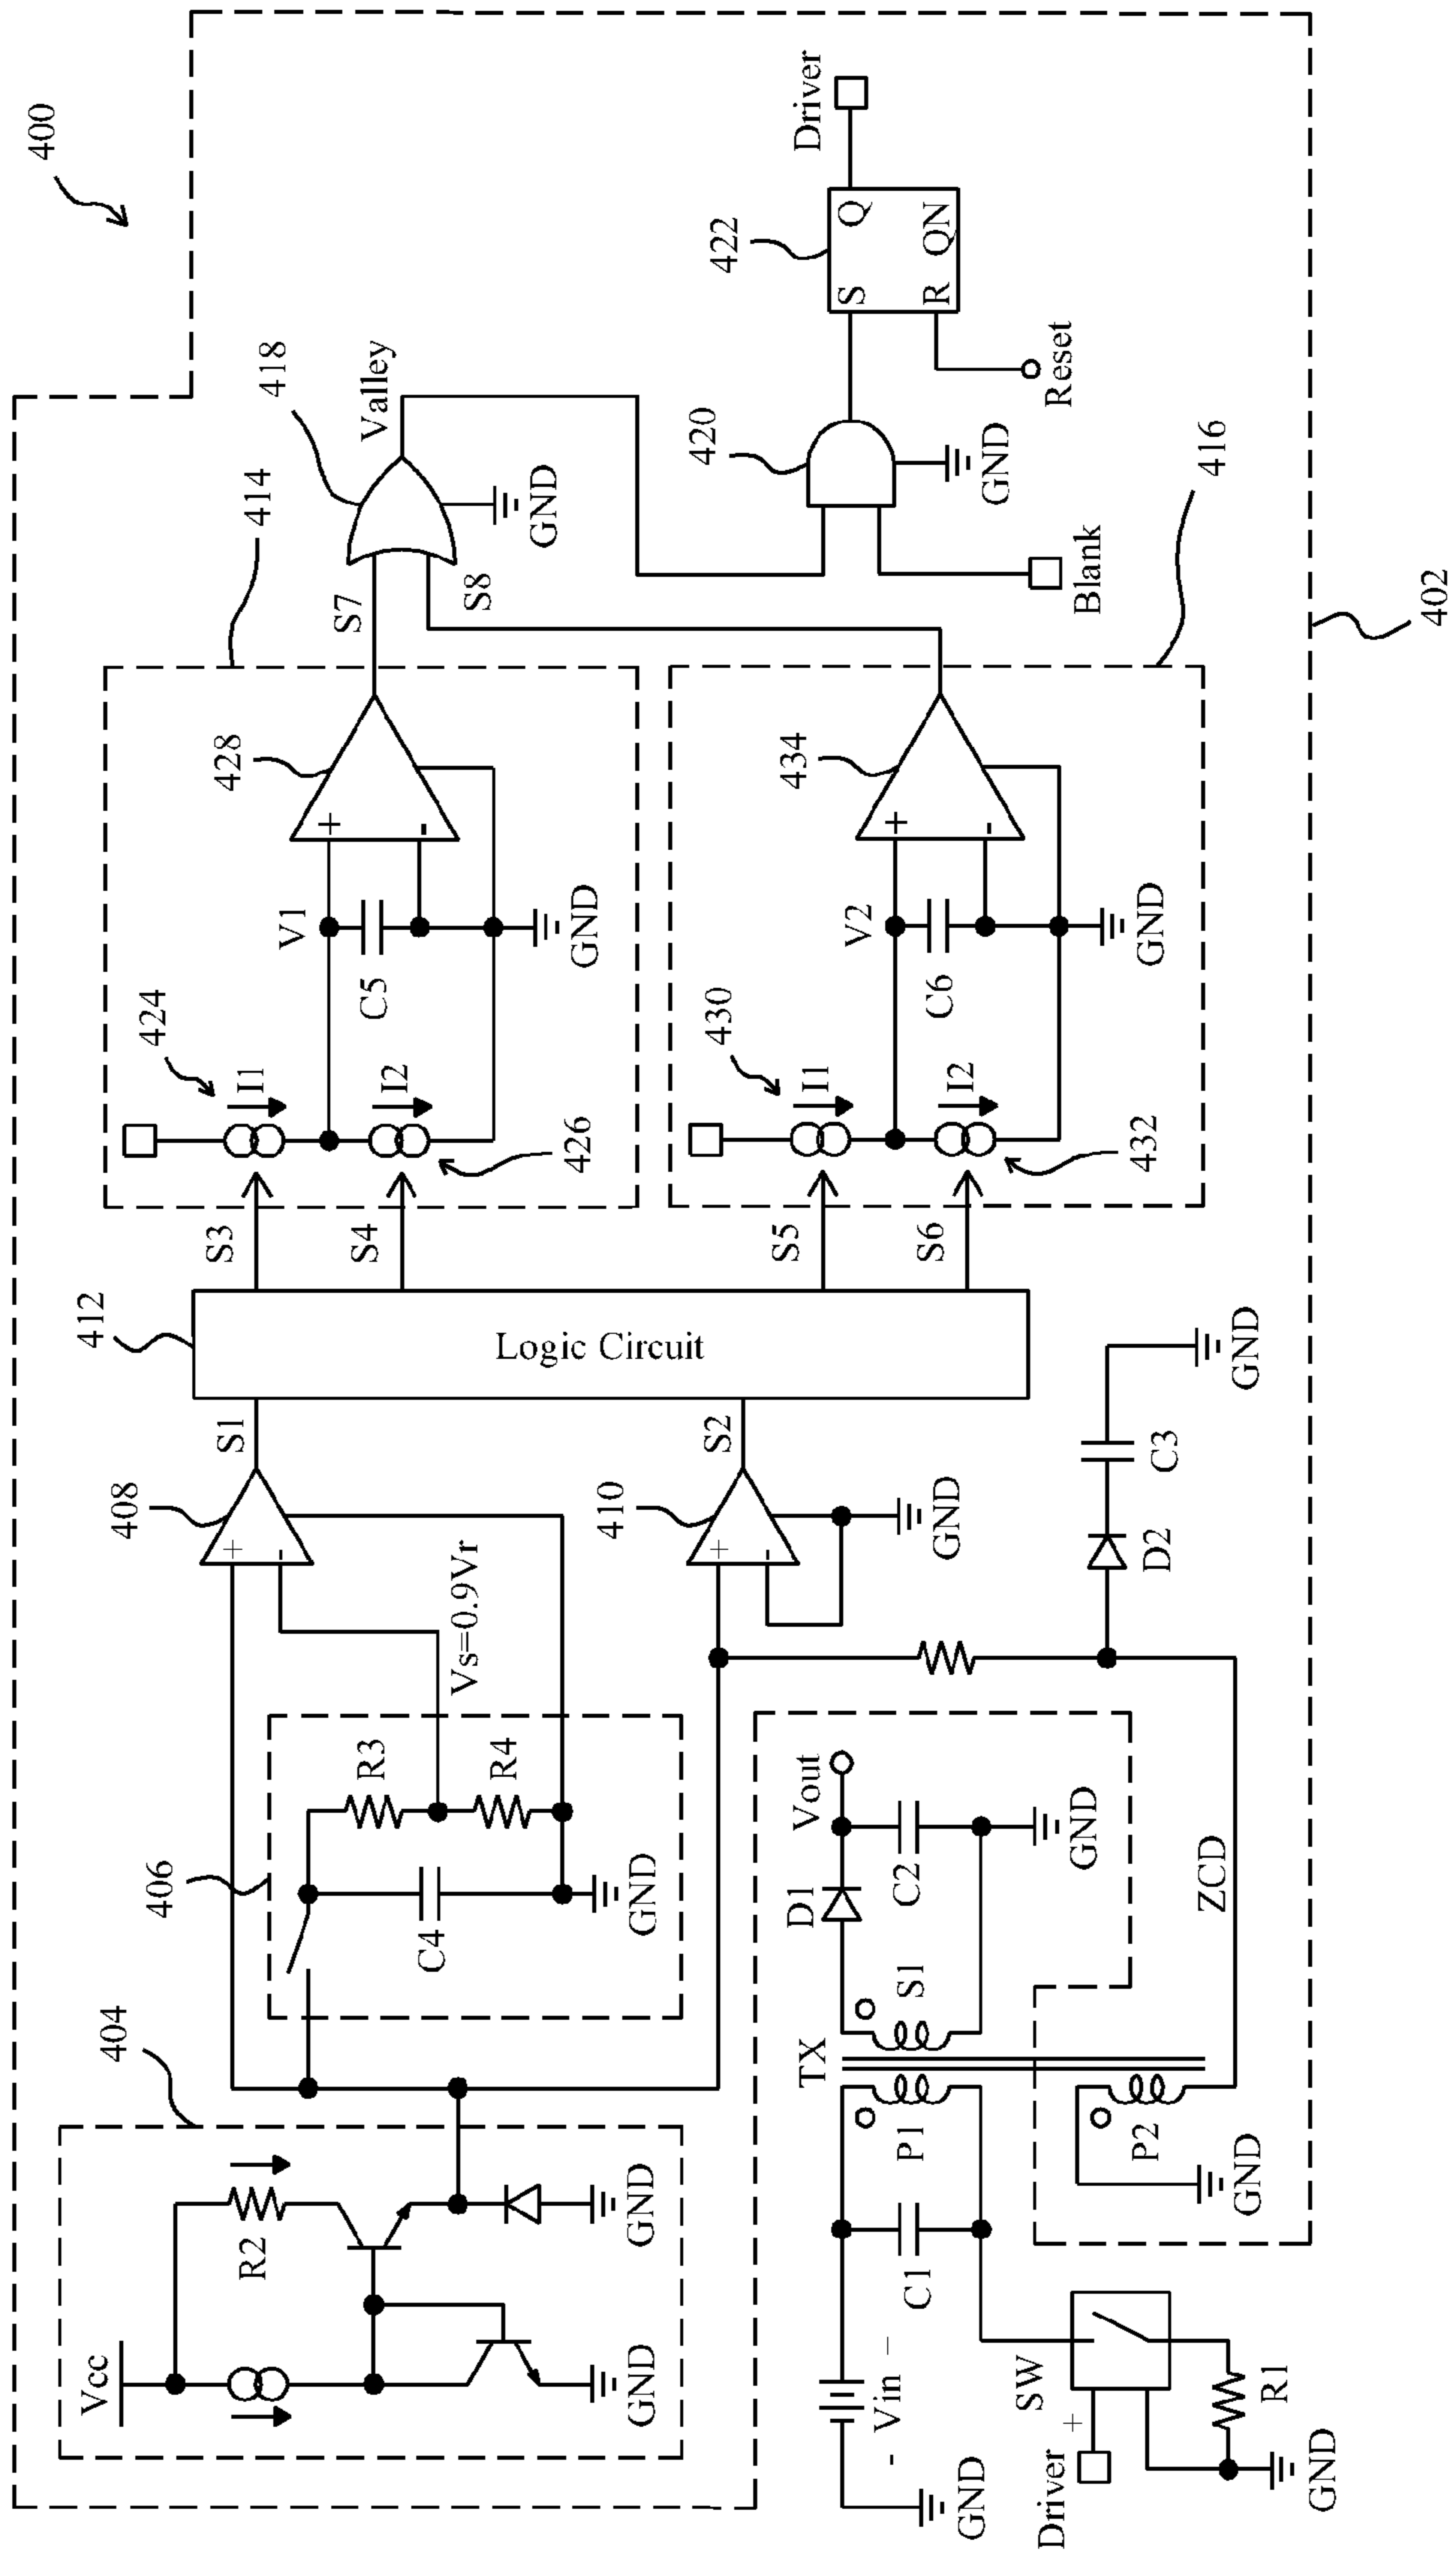 400
402
404
Vcc
R2
GND
GND
406
R3
R4
C4
GND
Vs=0.9Vr
408
+
-
S1
410
+
-
S2
GND
412
Logic Circuit
S3
S4
S5
S6
414
424
I1
I2
426
V1
C5
GND
428
+
-
S7
416
430
I1
I2
432
V2
C6
GND
434
+
-
S8
418
Valley
GND
420
GND
Blank
422
S
Q
R
QN
Reset
Driver
GND
- Vin –
C1
P1
TX
S1
D1
C2
Vout
GND
P2
GND
ZCD
D2
C3
GND
SW
+
Driver
R1
GND